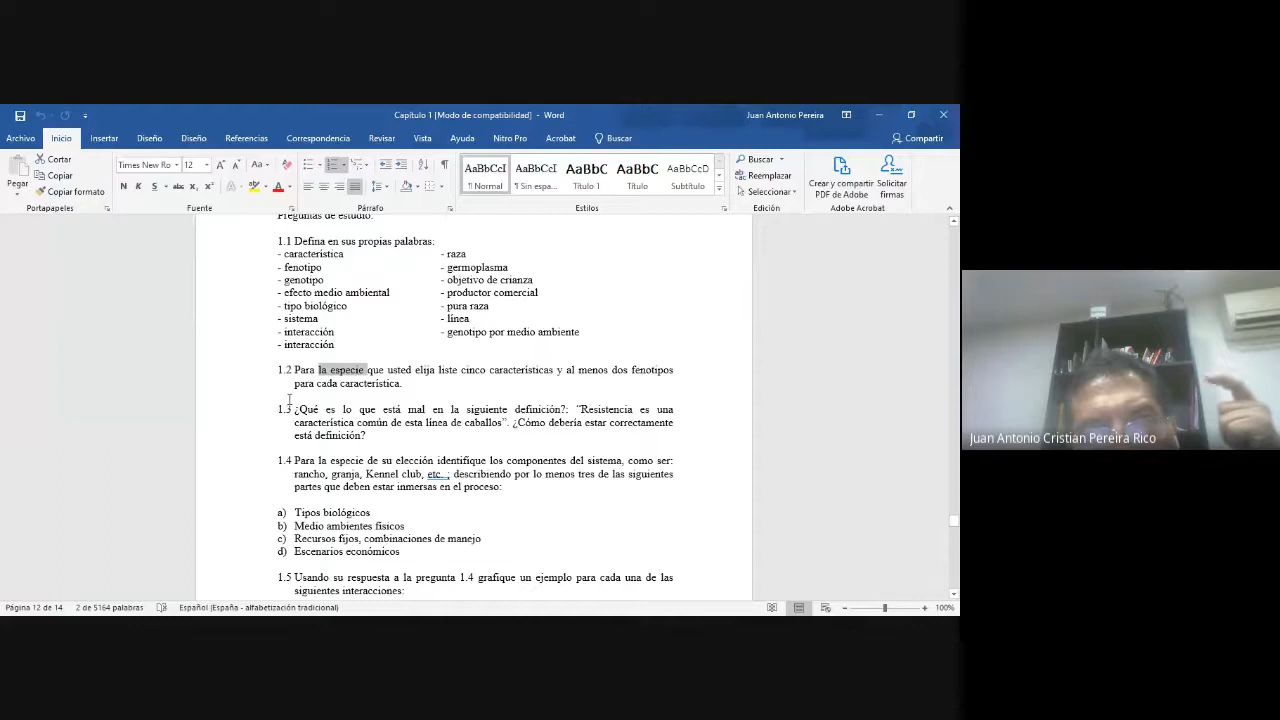 Capítulo 1 [Modo de compatibilidad] - Word
Juan Antonio Pereira
Archivo Inicio Insertar Diseño Diseño Referencias Correspondencia Revisar Vista Ayuda Nitro Pro Acrobat Buscar Compartir
Pegar
Cortar
Copiar
Copiar formato
Portapapeles
Times New Ro 12
N K S abc x₂ x²
Fuente
Párrafo
AaBbCcI AaBbCcI AaBbC AaBbC AaBbCcD
¶ Normal ¶ Sin espa... Título 1 Título Subtítulo
Estilos
Buscar
Reemplazar
Seleccionar
Edición
Crear y compartir PDF de Adobe
Solicitar firmas
Adobe Acrobat
Preguntas de estudio.
1.1 Defina en sus propias palabras:
- característica - raza
- fenotipo - germoplasma
- genotipo - objetivo de crianza
- efecto medio ambiental - productor comercial
- tipo biológico - pura raza
- sistema - línea
- interacción - genotipo por medio ambiente
- interacción
1.2 Para la especie que usted elija liste cinco características y al menos dos fenotipos
para cada característica.
1.3 ¿Qué es lo que está mal en la siguiente definición?: "Resistencia es una
característica común de esta línea de caballos". ¿Cómo debería estar correctamente
está definición?
1.4 Para la especie de su elección identifique los componentes del sistema, como ser:
rancho, granja, Kennel club, etc. ; describiendo por lo menos tres de las siguientes
partes que deben estar inmersas en el proceso:
a) Tipos biológicos
b) Medio ambientes físicos
c) Recursos fijos, combinaciones de manejo
d) Escenarios económicos
1.5 Usando su respuesta a la pregunta 1.4 grafique un ejemplo para cada una de las
siguientes interacciones:
Página 12 de 14 2 de 5164 palabras Español (España - alfabetización tradicional) 100%
Juan Antonio Cristian Pereira Rico